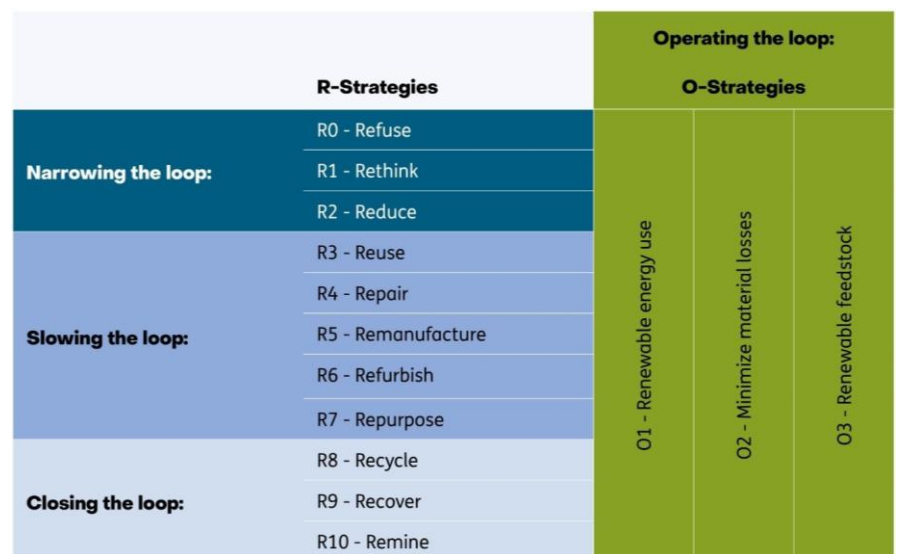 Operating the loop:
R-Strategies
O-Strategies
Narrowing the loop:
R0 - Refuse
R1 - Rethink
R2 - Reduce
Slowing the loop:
R3 - Reuse
R4 - Repair
R5 - Remanufacture
R6 - Refurbish
R7 - Repurpose
Closing the loop:
R8 - Recycle
R9 - Recover
R10 - Remine
O1 - Renewable energy use
O2 - Minimize material losses
O3 - Renewable feedstock